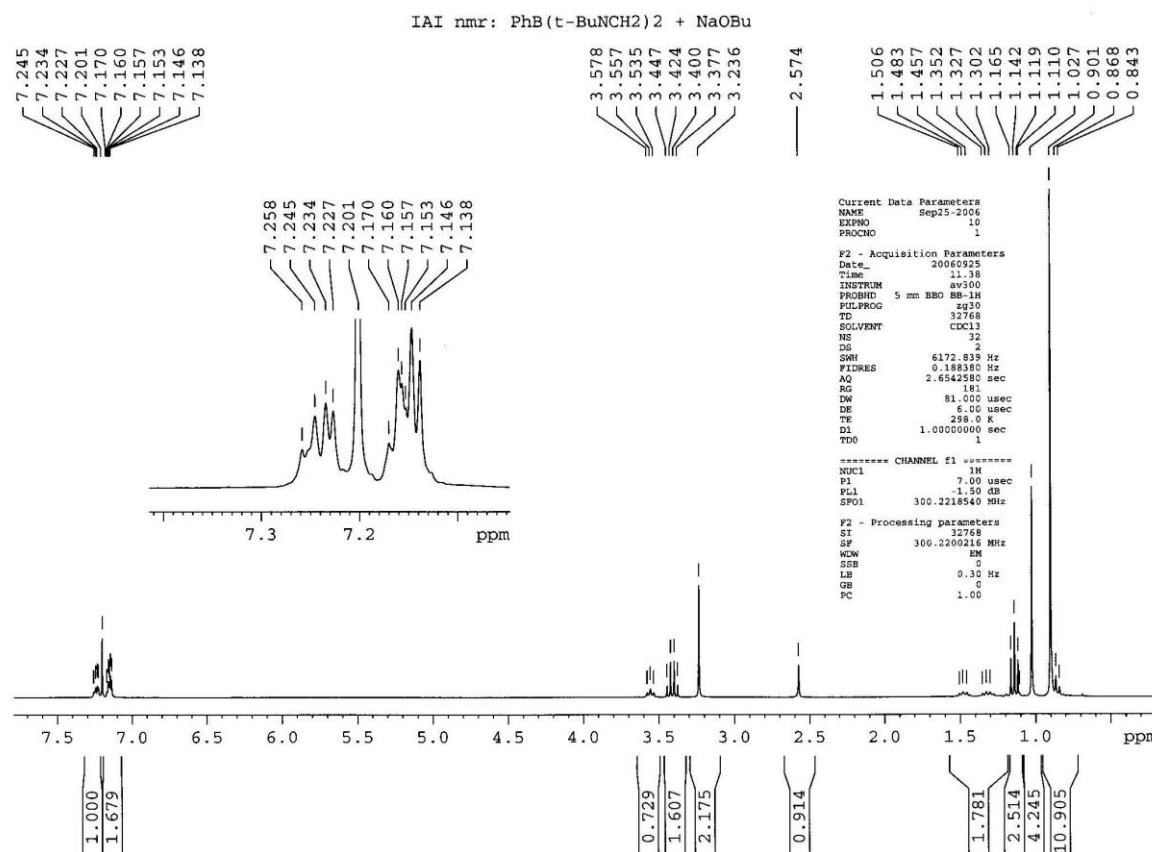 IAI nmr: PhB(t-BuNCH2)2 + NaOBu
7.245
7.234
7.227
7.201
7.170
7.160
7.157
7.153
7.146
7.138
3.578
3.557
3.535
3.447
3.424
3.400
3.377
3.236
2.574
1.506
1.483
1.457
1.352
1.327
1.302
1.165
1.142
1.119
1.110
1.027
0.901
0.868
0.843
7.258
7.245
7.234
7.227
7.201
7.170
7.160
7.157
7.153
7.146
7.138
7.3 7.2 ppm
Current Data Parameters
NAME Sep25-2006
EXPNO 10
PROCNO 1
F2 - Acquisition Parameters
Date_ 20060925
Time 11.38
INSTRUM av300
PROBHD 5 mm BBO BB-1H
PULPROG zg30
TD 32768
SOLVENT CDCl3
NS 32
DS 2
SWH 6172.839 Hz
FIDRES 0.188380 Hz
AQ 2.6542580 sec
RG 181
DW 81.000 usec
DE 6.00 usec
TE 298.0 K
D1 1.00000000 sec
TD0 1
======== CHANNEL f1 ========
NUC1 1H
P1 7.00 usec
PL1 -1.50 dB
SFO1 300.2218540 MHz
F2 - Processing parameters
SI 32768
SF 300.2200216 MHz
WDW EM
SSB 0
LB 0.30 Hz
GB 0
PC 1.00
7.5 7.0 6.5 6.0 5.5 5.0 4.5 4.0 3.5 3.0 2.5 2.0 1.5 1.0 ppm
1.000
1.679
0.729
1.607
2.175
0.914
1.781
2.514
4.245
10.905